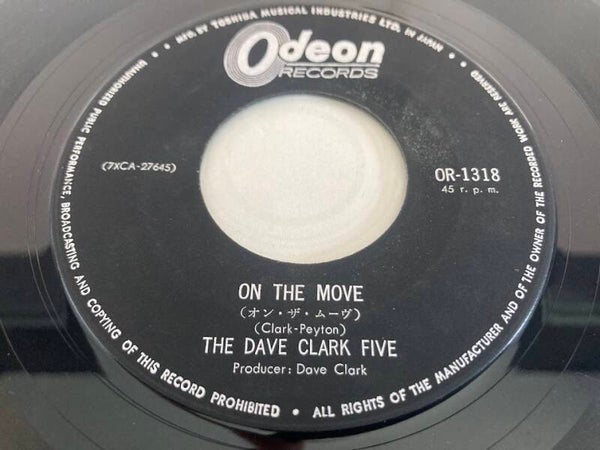 Odeon
RECORDS
MFD. BY TOSHIBA MUSICAL INDUSTRIES LTD. IN JAPAN •
(7XCA-27645)
OR-1318
45 r. p. m.
ON THE MOVE
(オン・ザ・ムーヴ)
(Clark-Peyton)
THE DAVE CLARK FIVE
Producer: Dave Clark
UNAUTHORIZED PUBLIC PERFORMANCE, BROADCASTING AND COPYING OF THIS RECORD PROHIBITED • ALL RIGHTS OF THE MANUFACTURER AND OF THE OWNER OF THE RECORDED WORK ARE RESERVED